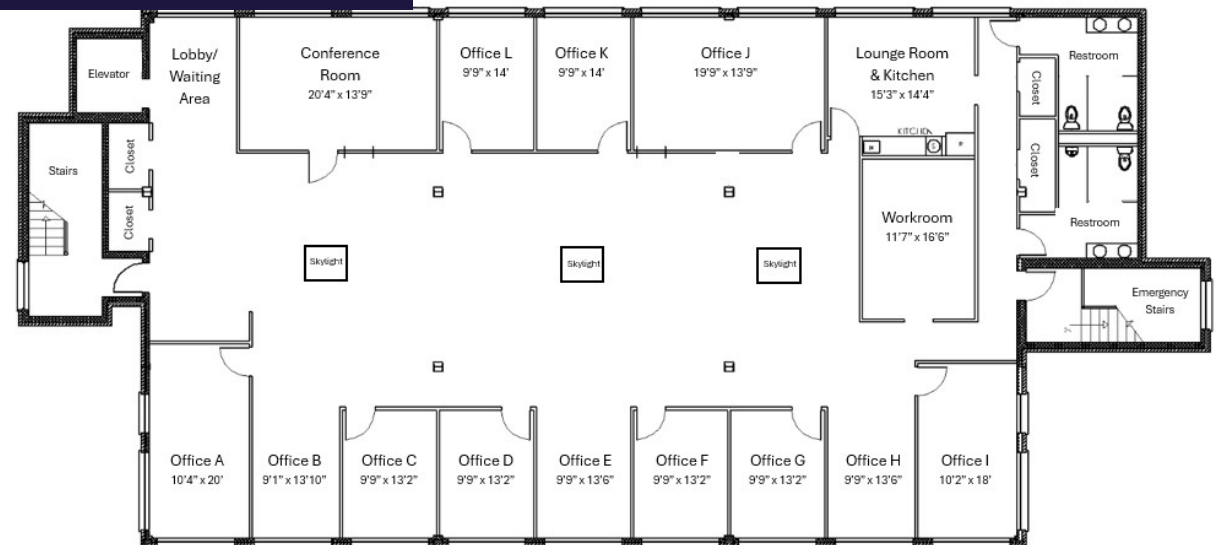 Lobby/
Waiting
Area
Conference
Room
20'4" x 13'9"
Office L
9'9" x 14'
Office K
9'9" x 14'
Office J
19'9" x 13'9"
Lounge Room
& Kitchen
15'3" x 14'4"
Restroom
Elevator
Closet
KITCHEN
Closet
Stairs
Closet
Closet
Restroom
Workroom
11'7" x 16'6"
Skylight
Skylight
Skylight
Emergency
Stairs
Office A
10'4" x 20'
Office B
9'1" x 13'10"
Office C
9'9" x 13'2"
Office D
9'9" x 13'2"
Office E
9'9" x 13'6"
Office F
9'9" x 13'2"
Office G
9'9" x 13'2"
Office H
9'9" x 13'6"
Office I
10'2" x 18'